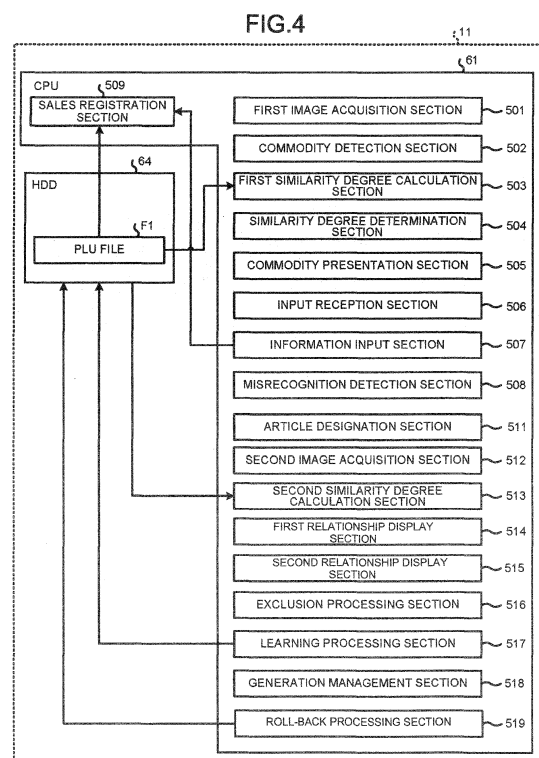 FIG.4
11
61
CPU
509
SALES REGISTRATION
SECTION
64
HDD
F1
PLU FILE
FIRST IMAGE ACQUISITION SECTION 501
COMMODITY DETECTION SECTION 502
FIRST SIMILARITY DEGREE CALCULATION
SECTION 503
SIMILARITY DEGREE DETERMINATION
SECTION 504
COMMODITY PRESENTATION SECTION 505
INPUT RECEPTION SECTION 506
INFORMATION INPUT SECTION 507
MISRECOGNITION DETECTION SECTION 508
ARTICLE DESIGNATION SECTION 511
SECOND IMAGE ACQUISITION SECTION 512
SECOND SIMILARITY DEGREE
CALCULATION SECTION 513
FIRST RELATIONSHIP DISPLAY
SECTION 514
SECOND RELATIONSHIP DISPLAY
SECTION 515
EXCLUSION PROCESSING SECTION 516
LEARNING PROCESSING SECTION 517
GENERATION MANAGEMENT SECTION 518
ROLL-BACK PROCESSING SECTION 519